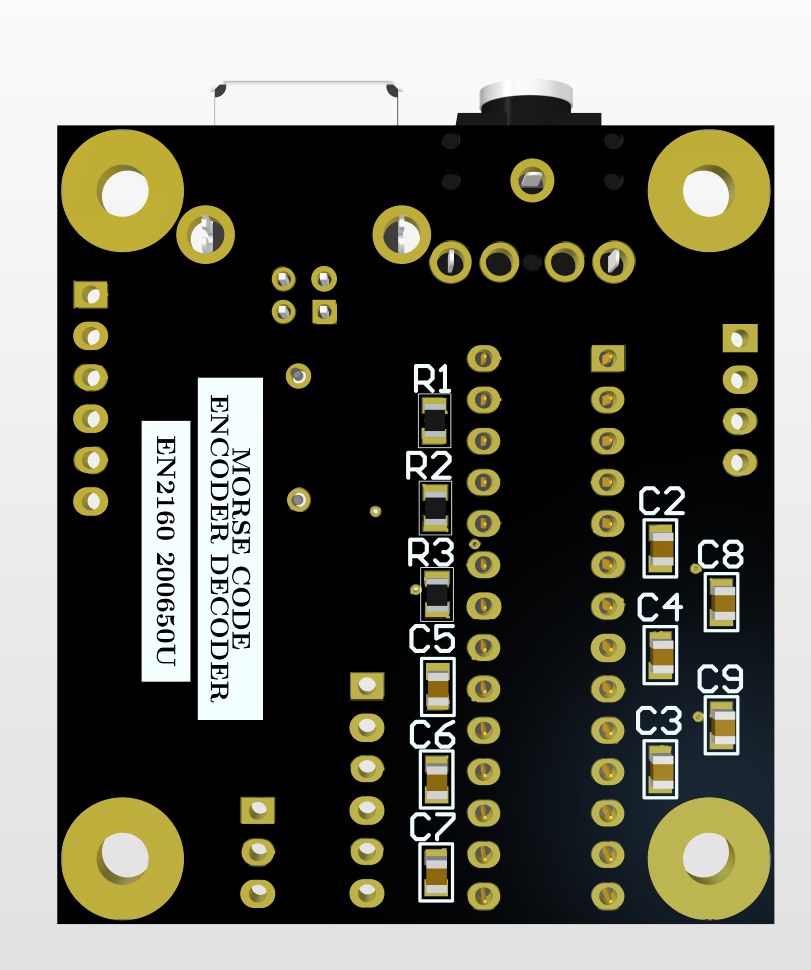 R1
R2
R3
C5
C6
C7
C2
C8
C4
C9
C3
MORSE CODE
ENCODER DECODER
EN2160 200650U